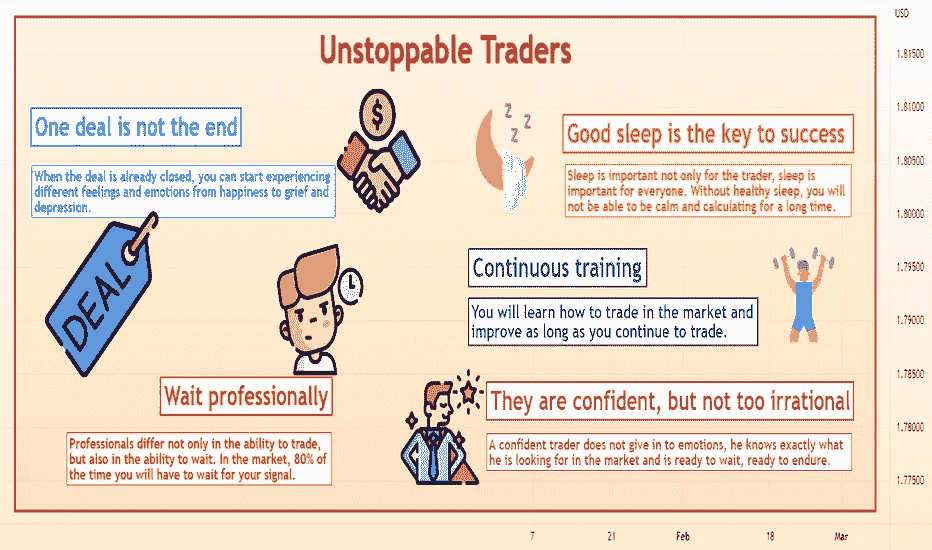 Unstoppable Traders
One deal is not the end
When the deal is already closed, you can start experiencing
different feelings and emotions from happiness to grief and
depression.
DEAL
$
z
z
z
Good sleep is the key to success
Sleep is important not only for the trader, sleep is
important for everyone. Without healthy sleep, you will
not be able to be calm and calculating for a long time.
Continuous training
You will learn how to trade in the market and
improve as long as you continue to trade.
Wait professionally
Professionals differ not only in the ability to trade,
but also in the ability to wait. In the market, 80% of
the time you will have to wait for your signal.
They are confident, but not too irrational
A confident trader does not give in to emotions, he knows exactly what
he is looking for in the market and is ready to wait, ready to endure.
USD
1.81500
1.81000
1.80500
1.80000
1.79500
1.79000
1.78500
1.78000
1.77500
7 21 Feb 18 Mar